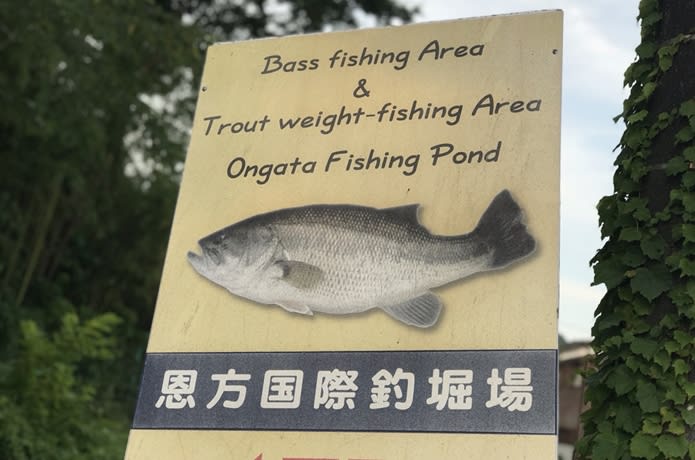 Bass fishing Area
&
Trout weight-fishing Area
Ongata Fishing Pond
恩方国際釣堀場